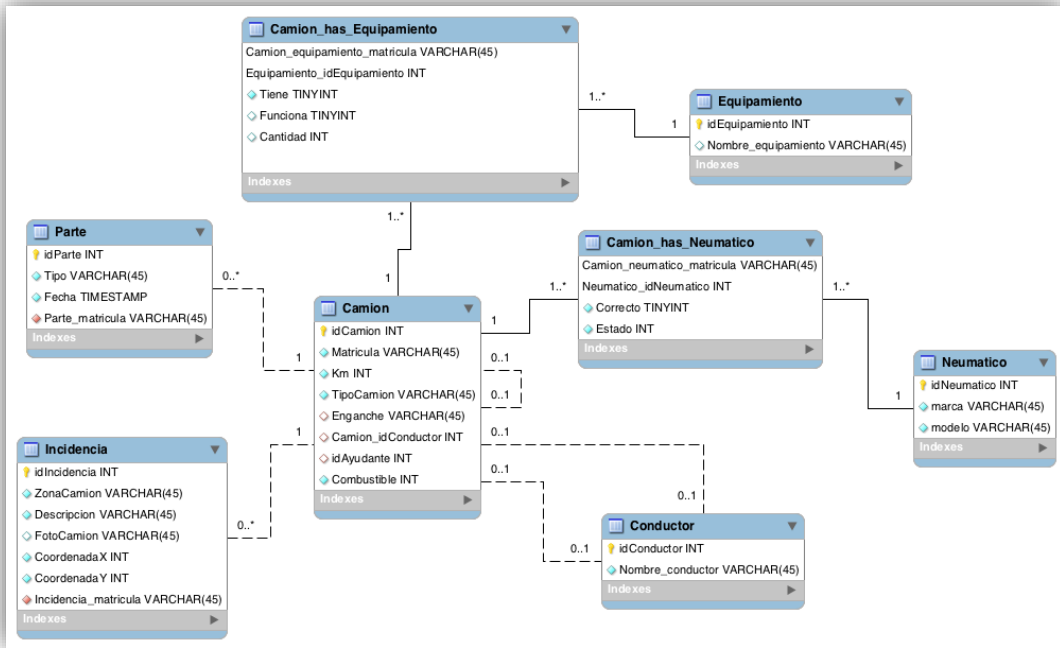 Camion_has_Equipamiento
Camion_equipamiento_matricula VARCHAR(45)
Equipamiento_idEquipamiento INT
Tiene TINYINT
Funciona TINYINT
Cantidad INT
Indexes
1..*
1
Equipamiento
idEquipamiento INT
Nombre_equipamiento VARCHAR(45)
Indexes
1..*
1
Parte
idParte INT
Tipo VARCHAR(45)
Fecha TIMESTAMP
Parte_matricula VARCHAR(45)
Indexes
0..*
1
Camion_has_Neumatico
Camion_neumatico_matricula VARCHAR(45)
Neumatico_idNeumatico INT
Correcto TINYINT
Estado INT
Indexes
1..*
1
1..*
1
Camion
idCamion INT
Matricula VARCHAR(45)
Km INT
TipoCamion VARCHAR(45)
Enganche VARCHAR(45)
Camion_idConductor INT
idAyudante INT
Combustible INT
Indexes
0..1
0..1
0..1
0..1
0..1
0..1
Neumatico
idNeumatico INT
marca VARCHAR(45)
modelo VARCHAR(45)
Indexes
Incidencia
idIncidencia INT
ZonaCamion VARCHAR(45)
Descripcion VARCHAR(45)
FotoCamion VARCHAR(45)
CoordenadaX INT
CoordenadaY INT
Incidencia_matricula VARCHAR(45)
Indexes
1
0..*
Conductor
idConductor INT
Nombre_conductor VARCHAR(45)
Indexes